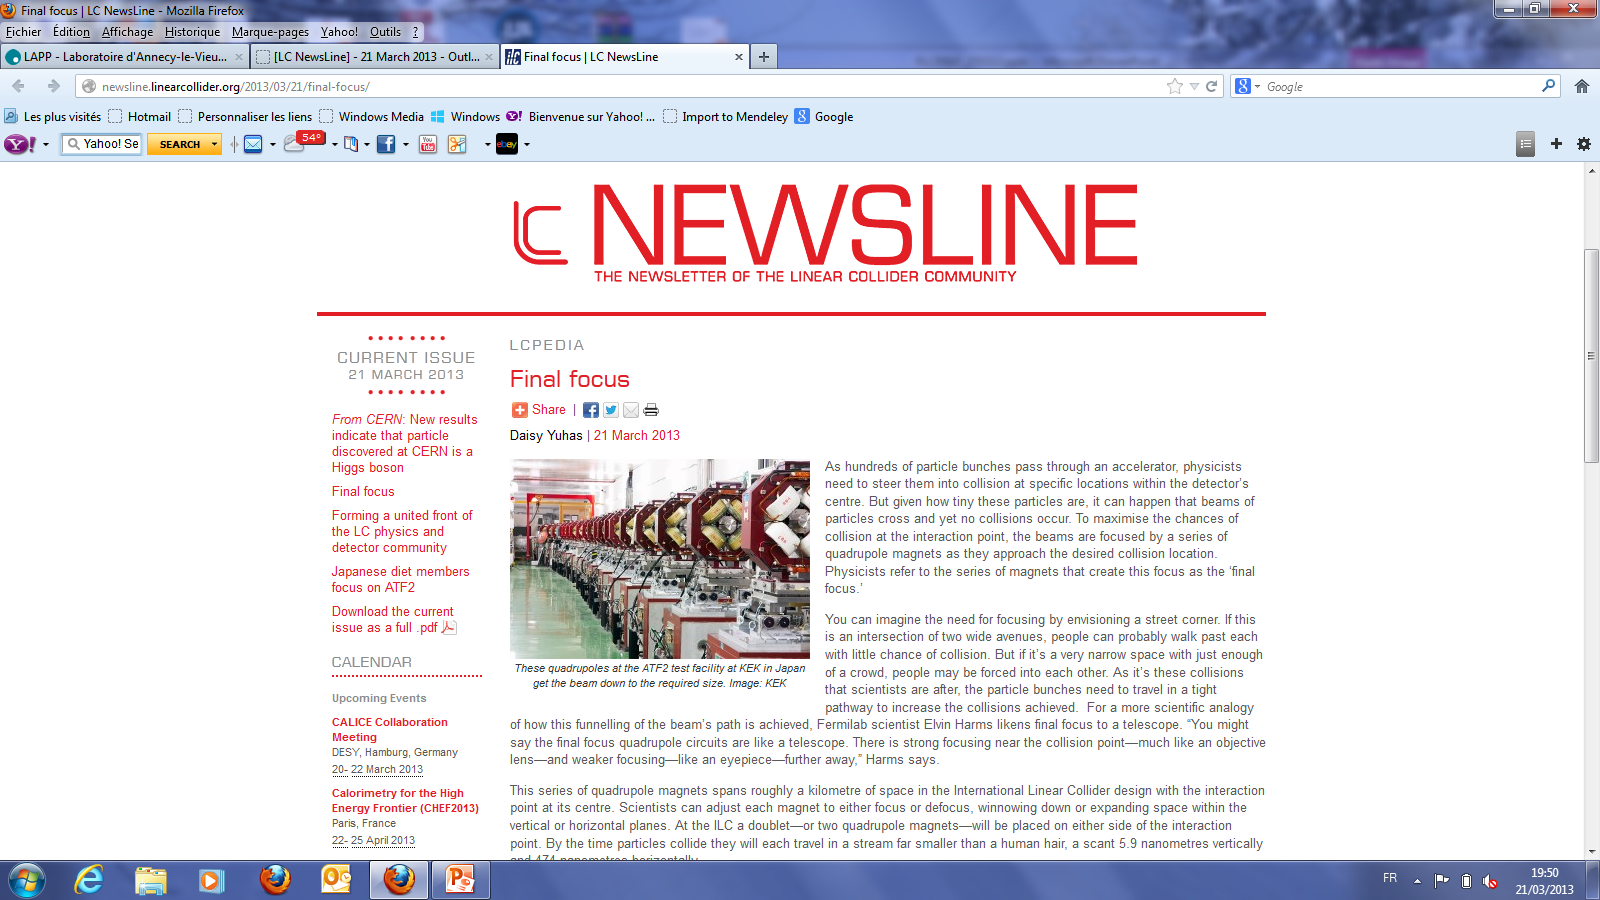 Final focus | LC NewsLine - Mozilla Firefox
Fichier Édition Affichage Historique Marque-pages Yahoo! Outils ?
LAPP - Laboratoire d'Annecy-le-Vieu...
[LC NewsLine] - 21 March 2013 - Outl...
Final focus | LC NewsLine
newsline.linearcollider.org/2013/03/21/final-focus/
Google
Les plus visités Hotmail Personnaliser les liens Windows Media Windows Bienvenue sur Yahoo! ... Import to Mendeley Google
Yahoo! Se SEARCH 54° ebay
LC NEWSLINE
THE NEWSLETTER OF THE LINEAR COLLIDER COMMUNITY
CURRENT ISSUE
21 MARCH 2013
From CERN: New results
indicate that particle
discovered at CERN is a
Higgs boson
Final focus
Forming a united front of
the LC physics and
detector community
Japanese diet members
focus on ATF2
Download the current
issue as a full .pdf
CALENDAR
Upcoming Events
CALICE Collaboration
Meeting
DESY, Hamburg, Germany
20- 22 March 2013
Calorimetry for the High
Energy Frontier (CHEF2013)
Paris, France
22- 25 April 2013
LCPEDIA
Final focus
Share |
Daisy Yuhas | 21 March 2013
These quadrupoles at the ATF2 test facility at KEK in Japan
get the beam down to the required size. Image: KEK
As hundreds of particle bunches pass through an accelerator, physicists
need to steer them into collision at specific locations within the detector's
centre. But given how tiny these particles are, it can happen that beams of
particles cross and yet no collisions occur. To maximise the chances of
collision at the interaction point, the beams are focused by a series of
quadrupole magnets as they approach the desired collision location.
Physicists refer to the series of magnets that create this focus as the ‘final
focus.’
You can imagine the need for focusing by envisioning a street corner. If this
is an intersection of two wide avenues, people can probably walk past each
with little chance of collision. But if it’s a very narrow space with just enough
of a crowd, people may be forced into each other. As it’s these collisions
that scientists are after, the particle bunches need to travel in a tight
pathway to increase the collisions achieved. For a more scientific analogy
of how this funnelling of the beam’s path is achieved, Fermilab scientist Elvin Harms likens final focus to a telescope. “You might
say the final focus quadrupole circuits are like a telescope. There is strong focusing near the collision point—much like an objective
lens—and weaker focusing—like an eyepiece—further away,” Harms says.
This series of quadrupole magnets spans roughly a kilometre of space in the International Linear Collider design with the interaction
point at its centre. Scientists can adjust each magnet to either focus or defocus, winnowing down or expanding space within the
vertical or horizontal planes. At the ILC a doublet—or two quadrupole magnets—will be placed on either side of the interaction
point. By the time particles collide they will each travel in a stream far smaller than a human hair, a scant 5.9 nanometres vertically
and 474 nanometres horizontally
FR
19:50
21/03/2013